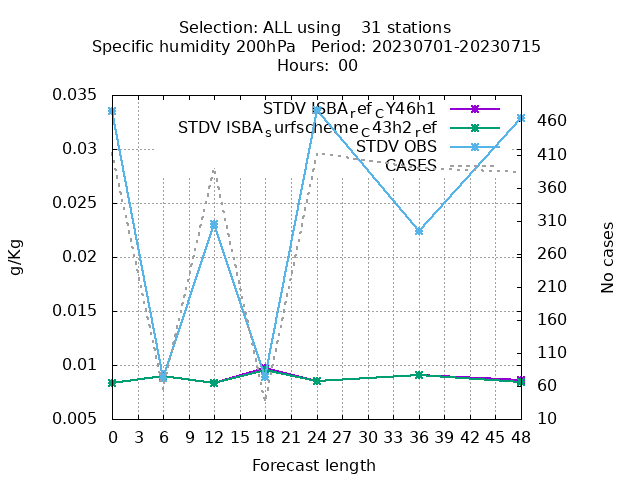 Selection: ALL using    31 stations
Specific humidity 200hPa   Period: 20230701-20230715
Hours: 00
STDV ISBA_ref_CY46h1
STDV ISBA_surfscheme_C43h2_ref
STDV OBS
CASES
0.035
0.03
0.025
0.02
0.015
0.01
0.005
g/Kg
460
410
360
310
260
210
160
110
60
10
No cases
0 3 6 9 12 15 18 21 24 27 30 33 36 39 42 45 48
Forecast length